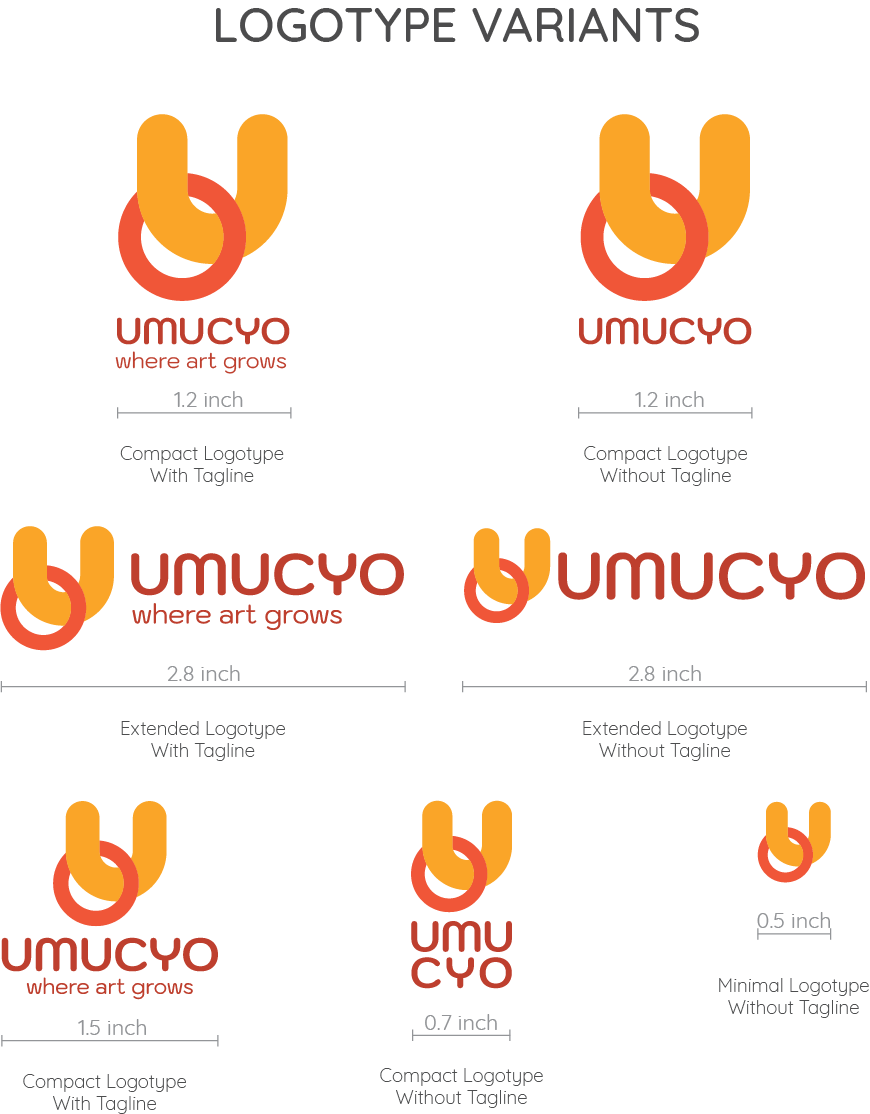 LOGOTYPE VARIANTS
UMUCYO
where art grows
1.2 inch
Compact Logotype
With Tagline
UMUCYO
1.2 inch
Compact Logotype
Without Tagline
UMUCYO
where art grows
2.8 inch
Extended Logotype
With Tagline
UMUCYO
2.8 inch
Extended Logotype
Without Tagline
UMUCYO
where art grows
1.5 inch
Compact Logotype
With Tagline
UMU
CYO
0.7 inch
Compact Logotype
Without Tagline
0.5 inch
Minimal Logotype
Without Tagline